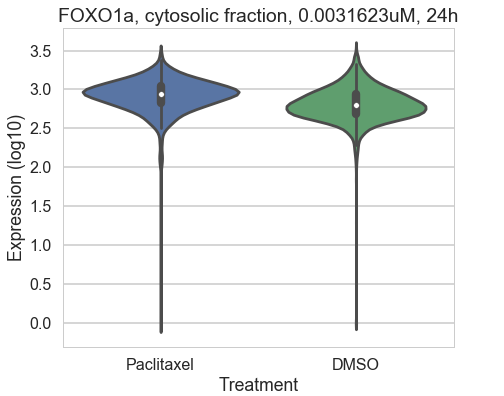 FOXO1a, cytosolic fraction, 0.0031623uM, 24h
Expression (log10)
3.5
3.0
2.5
2.0
1.5
1.0
0.5
0.0
Paclitaxel DMSO
Treatment